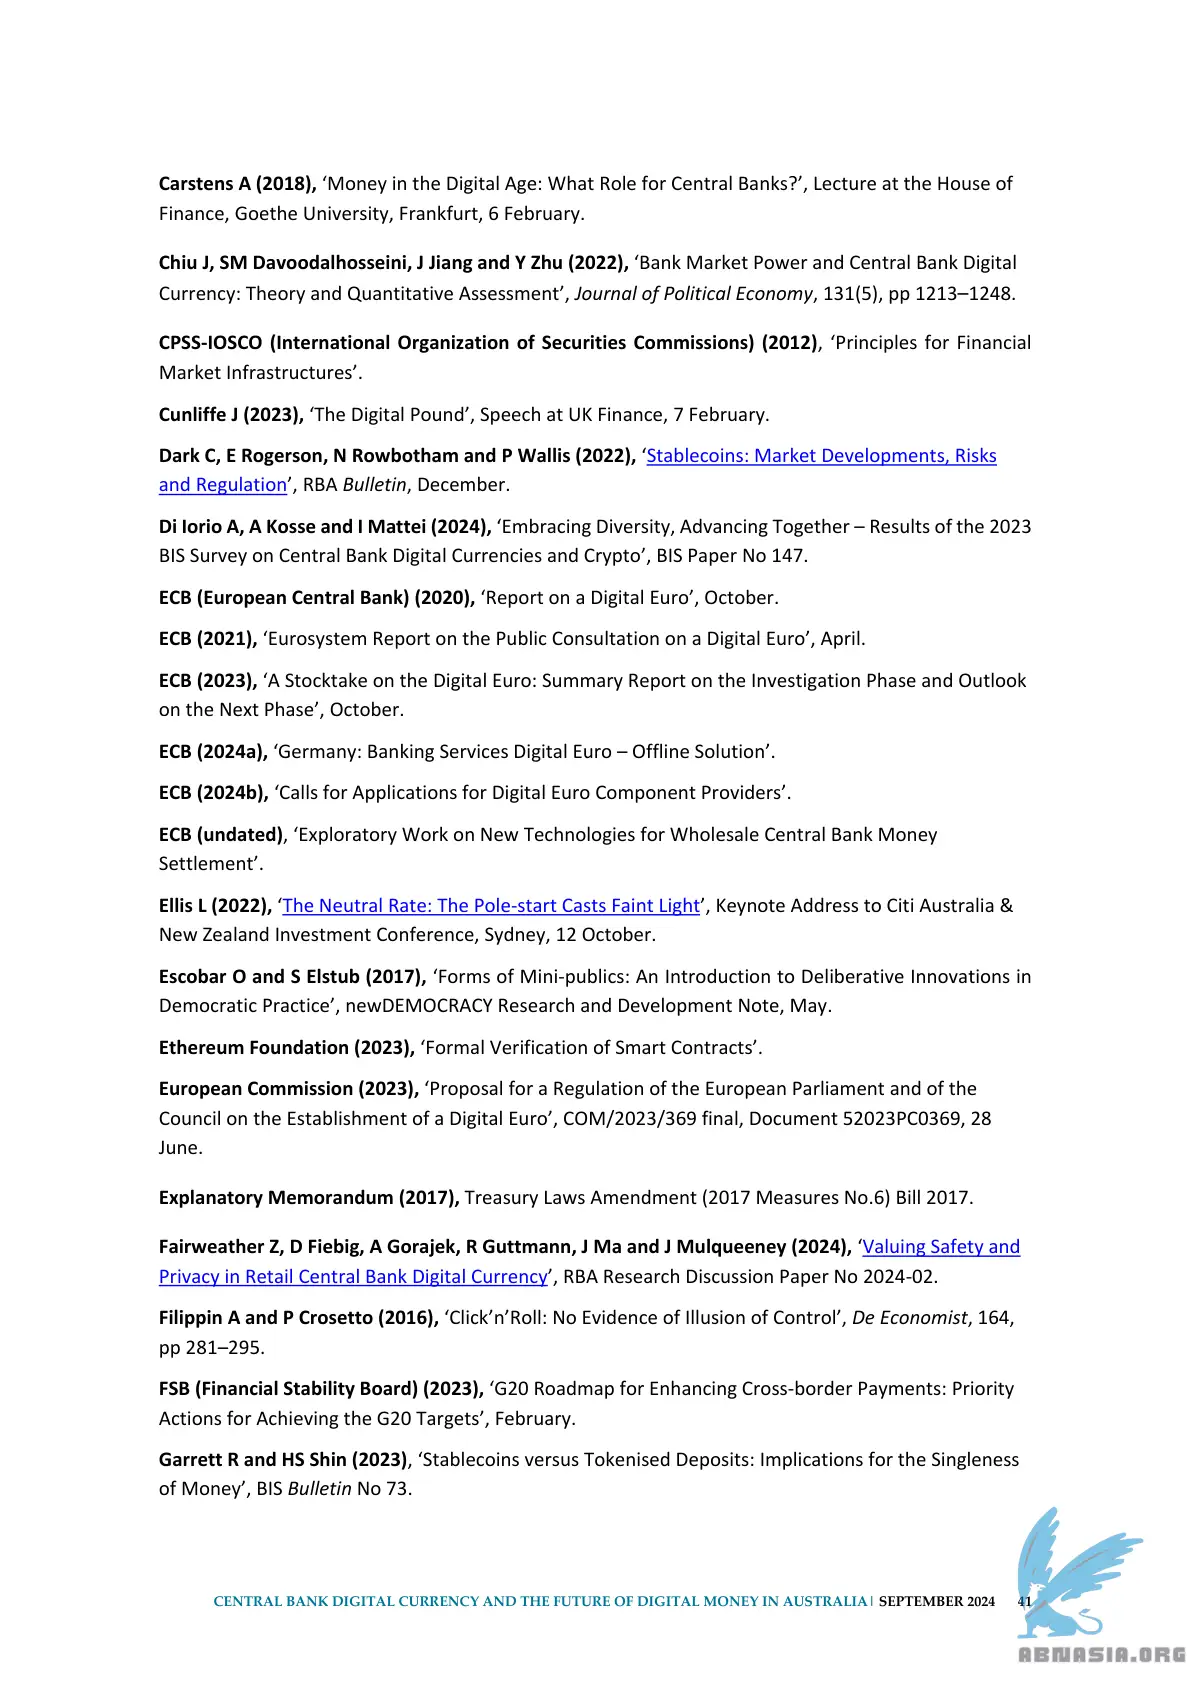 Carstens A (2018), ‘Money in the Digital Age: What Role for Central Banks?’, Lecture at the House of
Finance, Goethe University, Frankfurt, 6 February.
Chiu J, SM Davoodalhosseini, J Jiang and Y Zhu (2022), ‘Bank Market Power and Central Bank Digital
Currency: Theory and Quantitative Assessment’, Journal of Political Economy, 131(5), pp 1213–1248.
CPSS-IOSCO (International Organization of Securities Commissions) (2012), ‘Principles for Financial
Market Infrastructures’.
Cunliffe J (2023), ‘The Digital Pound’, Speech at UK Finance, 7 February.
Dark C, E Rogerson, N Rowbotham and P Wallis (2022), ‘Stablecoins: Market Developments, Risks
and Regulation’, RBA Bulletin, December.
Di Iorio A, A Kosse and I Mattei (2024), ‘Embracing Diversity, Advancing Together – Results of the 2023
BIS Survey on Central Bank Digital Currencies and Crypto’, BIS Paper No 147.
ECB (European Central Bank) (2020), ‘Report on a Digital Euro’, October.
ECB (2021), ‘Eurosystem Report on the Public Consultation on a Digital Euro’, April.
ECB (2023), ‘A Stocktake on the Digital Euro: Summary Report on the Investigation Phase and Outlook
on the Next Phase’, October.
ECB (2024a), ‘Germany: Banking Services Digital Euro – Offline Solution’.
ECB (2024b), ‘Calls for Applications for Digital Euro Component Providers’.
ECB (undated), ‘Exploratory Work on New Technologies for Wholesale Central Bank Money
Settlement’.
Ellis L (2022), ‘The Neutral Rate: The Pole-start Casts Faint Light’, Keynote Address to Citi Australia &
New Zealand Investment Conference, Sydney, 12 October.
Escobar O and S Elstub (2017), ‘Forms of Mini-publics: An Introduction to Deliberative Innovations in
Democratic Practice’, newDEMOCRACY Research and Development Note, May.
Ethereum Foundation (2023), ‘Formal Verification of Smart Contracts’.
European Commission (2023), ‘Proposal for a Regulation of the European Parliament and of the
Council on the Establishment of a Digital Euro’, COM/2023/369 final, Document 52023PC0369, 28
June.
Explanatory Memorandum (2017), Treasury Laws Amendment (2017 Measures No.6) Bill 2017.
Fairweather Z, D Fiebig, A Gorajek, R Guttmann, J Ma and J Mulqueeney (2024), ‘Valuing Safety and
Privacy in Retail Central Bank Digital Currency’, RBA Research Discussion Paper No 2024-02.
Filippin A and P Crosetto (2016), ‘Click’n’Roll: No Evidence of Illusion of Control’, De Economist, 164,
pp 281–295.
FSB (Financial Stability Board) (2023), ‘G20 Roadmap for Enhancing Cross-border Payments: Priority
Actions for Achieving the G20 Targets’, February.
Garrett R and HS Shin (2023), ‘Stablecoins versus Tokenised Deposits: Implications for the Singleness
of Money’, BIS Bulletin No 73.
CENTRAL BANK DIGITAL CURRENCY AND THE FUTURE OF DIGITAL MONEY IN AUSTRALIA | SEPTEMBER 2024 41
ABNASIA.ORG